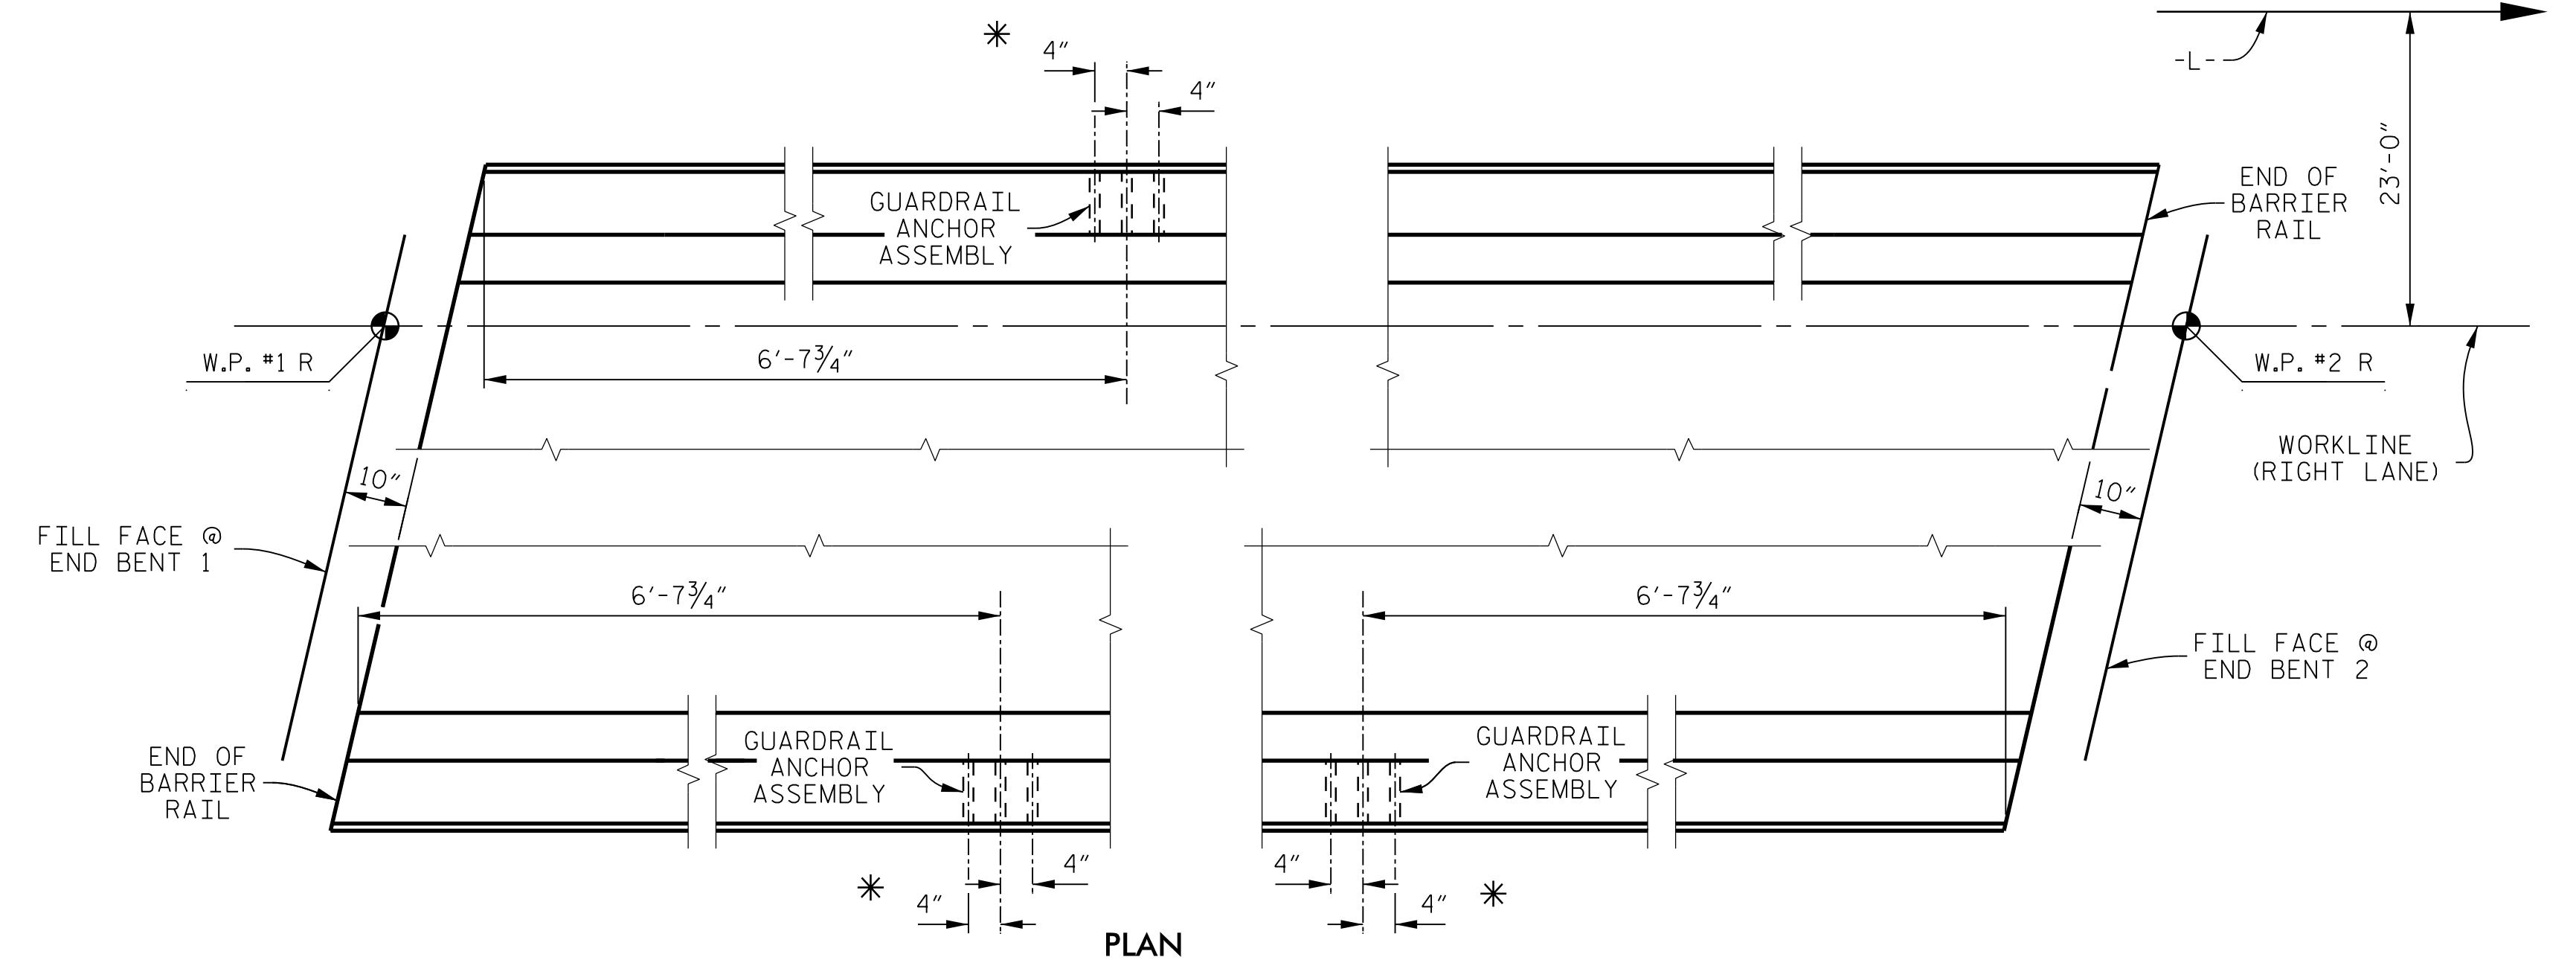 4"
4"
-L-
23'-0"
GUARDRAIL
ANCHOR
ASSEMBLY
END OF
BARRIER
RAIL
W.P. #1 R
6'-7¾"
W.P. #2 R
WORKLINE
(RIGHT LANE)
10"
10"
FILL FACE @
END BENT 1
6'-7¾"
6'-7¾"
FILL FACE @
END BENT 2
END OF
BARRIER
RAIL
GUARDRAIL
ANCHOR
ASSEMBLY
GUARDRAIL
ANCHOR
ASSEMBLY
4"
4"
4"
4"
PLAN